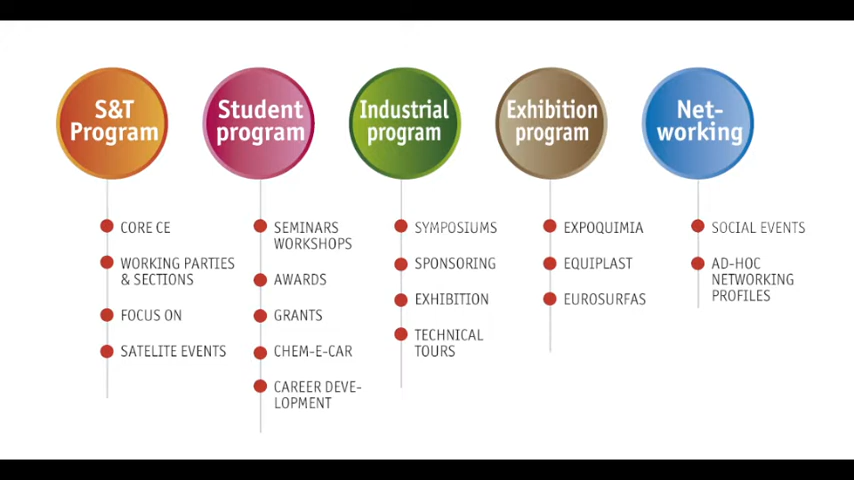 S&T
Program
Student
program
Industrial
program
Exhibition
program
Net-
working
CORE CE
WORKING PARTIES
& SECTIONS
FOCUS ON
SATELITE EVENTS
SEMINARS
WORKSHOPS
AWARDS
GRANTS
CHEM-E-CAR
CAREER DEVE-
LOPMENT
SYMPOSIUMS
SPONSORING
EXHIBITION
TECHNICAL
TOURS
EXPOQUIMIA
EQUIPLAST
EUROSURFAS
SOCIAL EVENTS
AD-HOC
NETWORKING
PROFILES